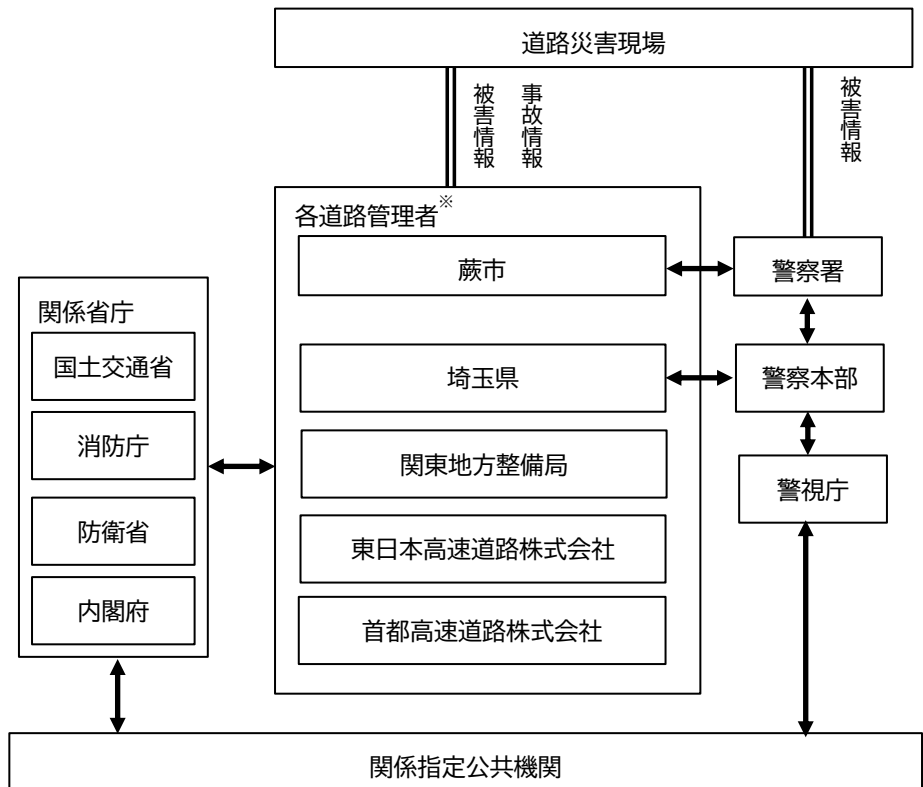 道路災害現場
被害情報
事故情報
被害情報
各道路管理者※
蕨市
警察署
関係省庁
国土交通省
埼玉県
警察本部
消防庁
関東地方整備局
警視庁
防衛省
東日本高速道路株式会社
内閣府
首都高速道路株式会社
関係指定公共機関